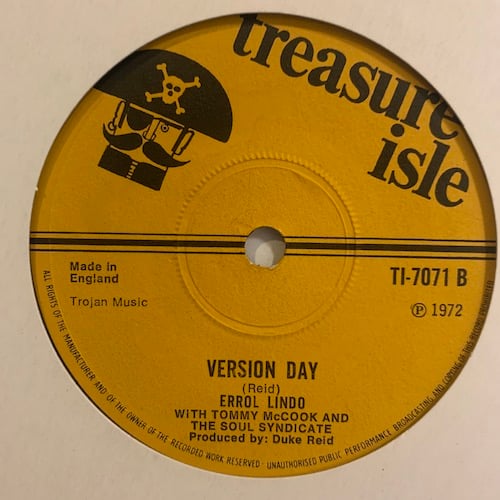 treasure
isle
Made in
England
Trojan Music
TI-7071 B
Ⓟ 1972
VERSION DAY
(Reid)
ERROL LINDO
WITH TOMMY McCOOK AND
THE SOUL SYNDICATE
Produced by: Duke Reid
ALL RIGHTS OF THE MANUFACTURER AND OF THE OWNER OF THE RECORDED WORK RESERVED · UNAUTHORISED PUBLIC PERFORMANCE BROADCASTING AND COPYING OF THIS RECORD PROHIBITED